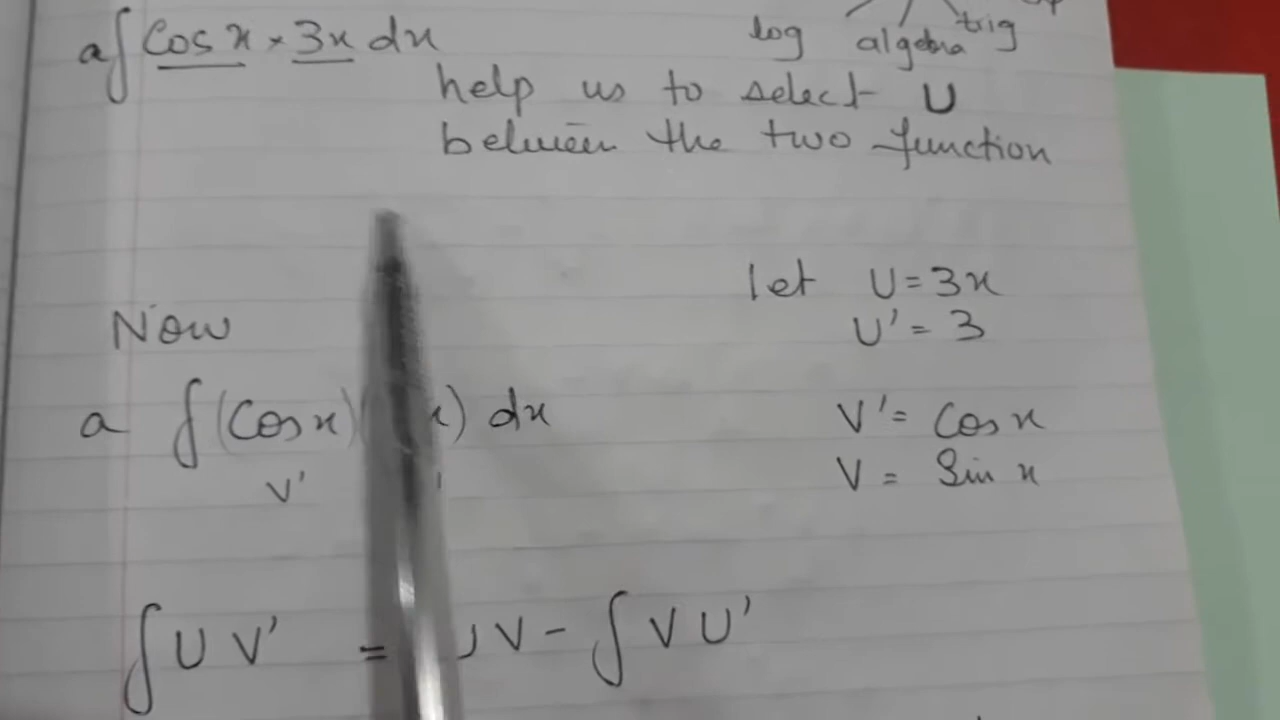 a∫ Cos x × 3x dx
log algebra trig
help us to select U
between the two function
let U = 3x
U' = 3
Now
a ∫(Cos x)( x) dx
V'
V' = Cos x
V = Sin x
∫ U V' = UV - ∫ V U'